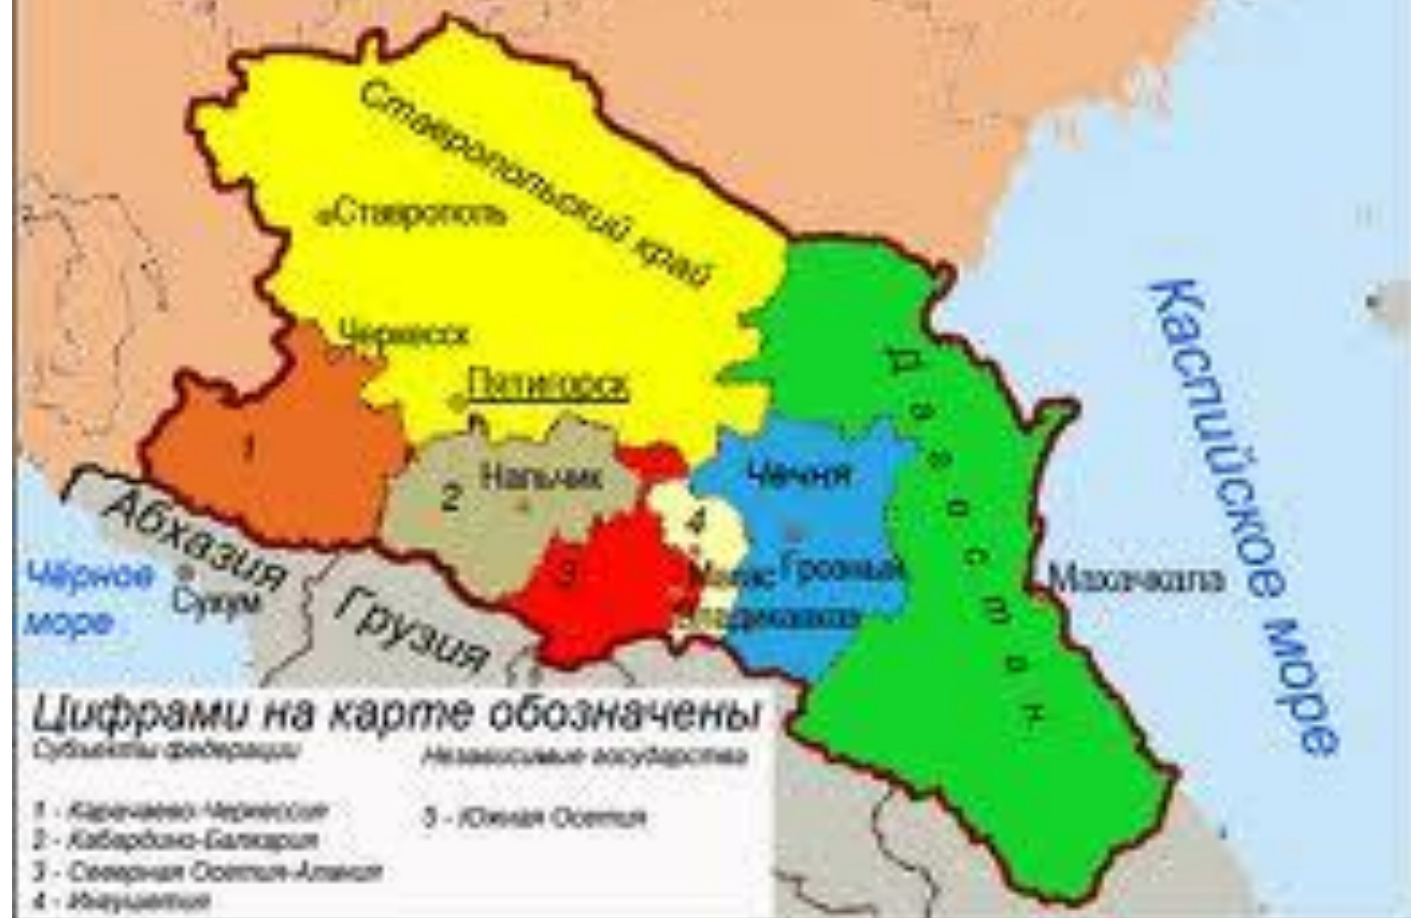 Ставропольский край
Ставрополь
Черкесск
Пятигорск
Дагестан
Каспийское море
1
2
Нальчик
Чечня
4
3
Магас
Грозный
Владикавказ
Махачкала
Абхазия
Сухум
Чёрное
море
Грузия
Цифрами на карте обозначены
Субъекты федерации
Независимые государства
1 - Карачаево-Черкессия
5 - Южная Осетия
2 - Кабардино-Балкария
3 - Северная Осетия-Алания
4 - Ингушетия